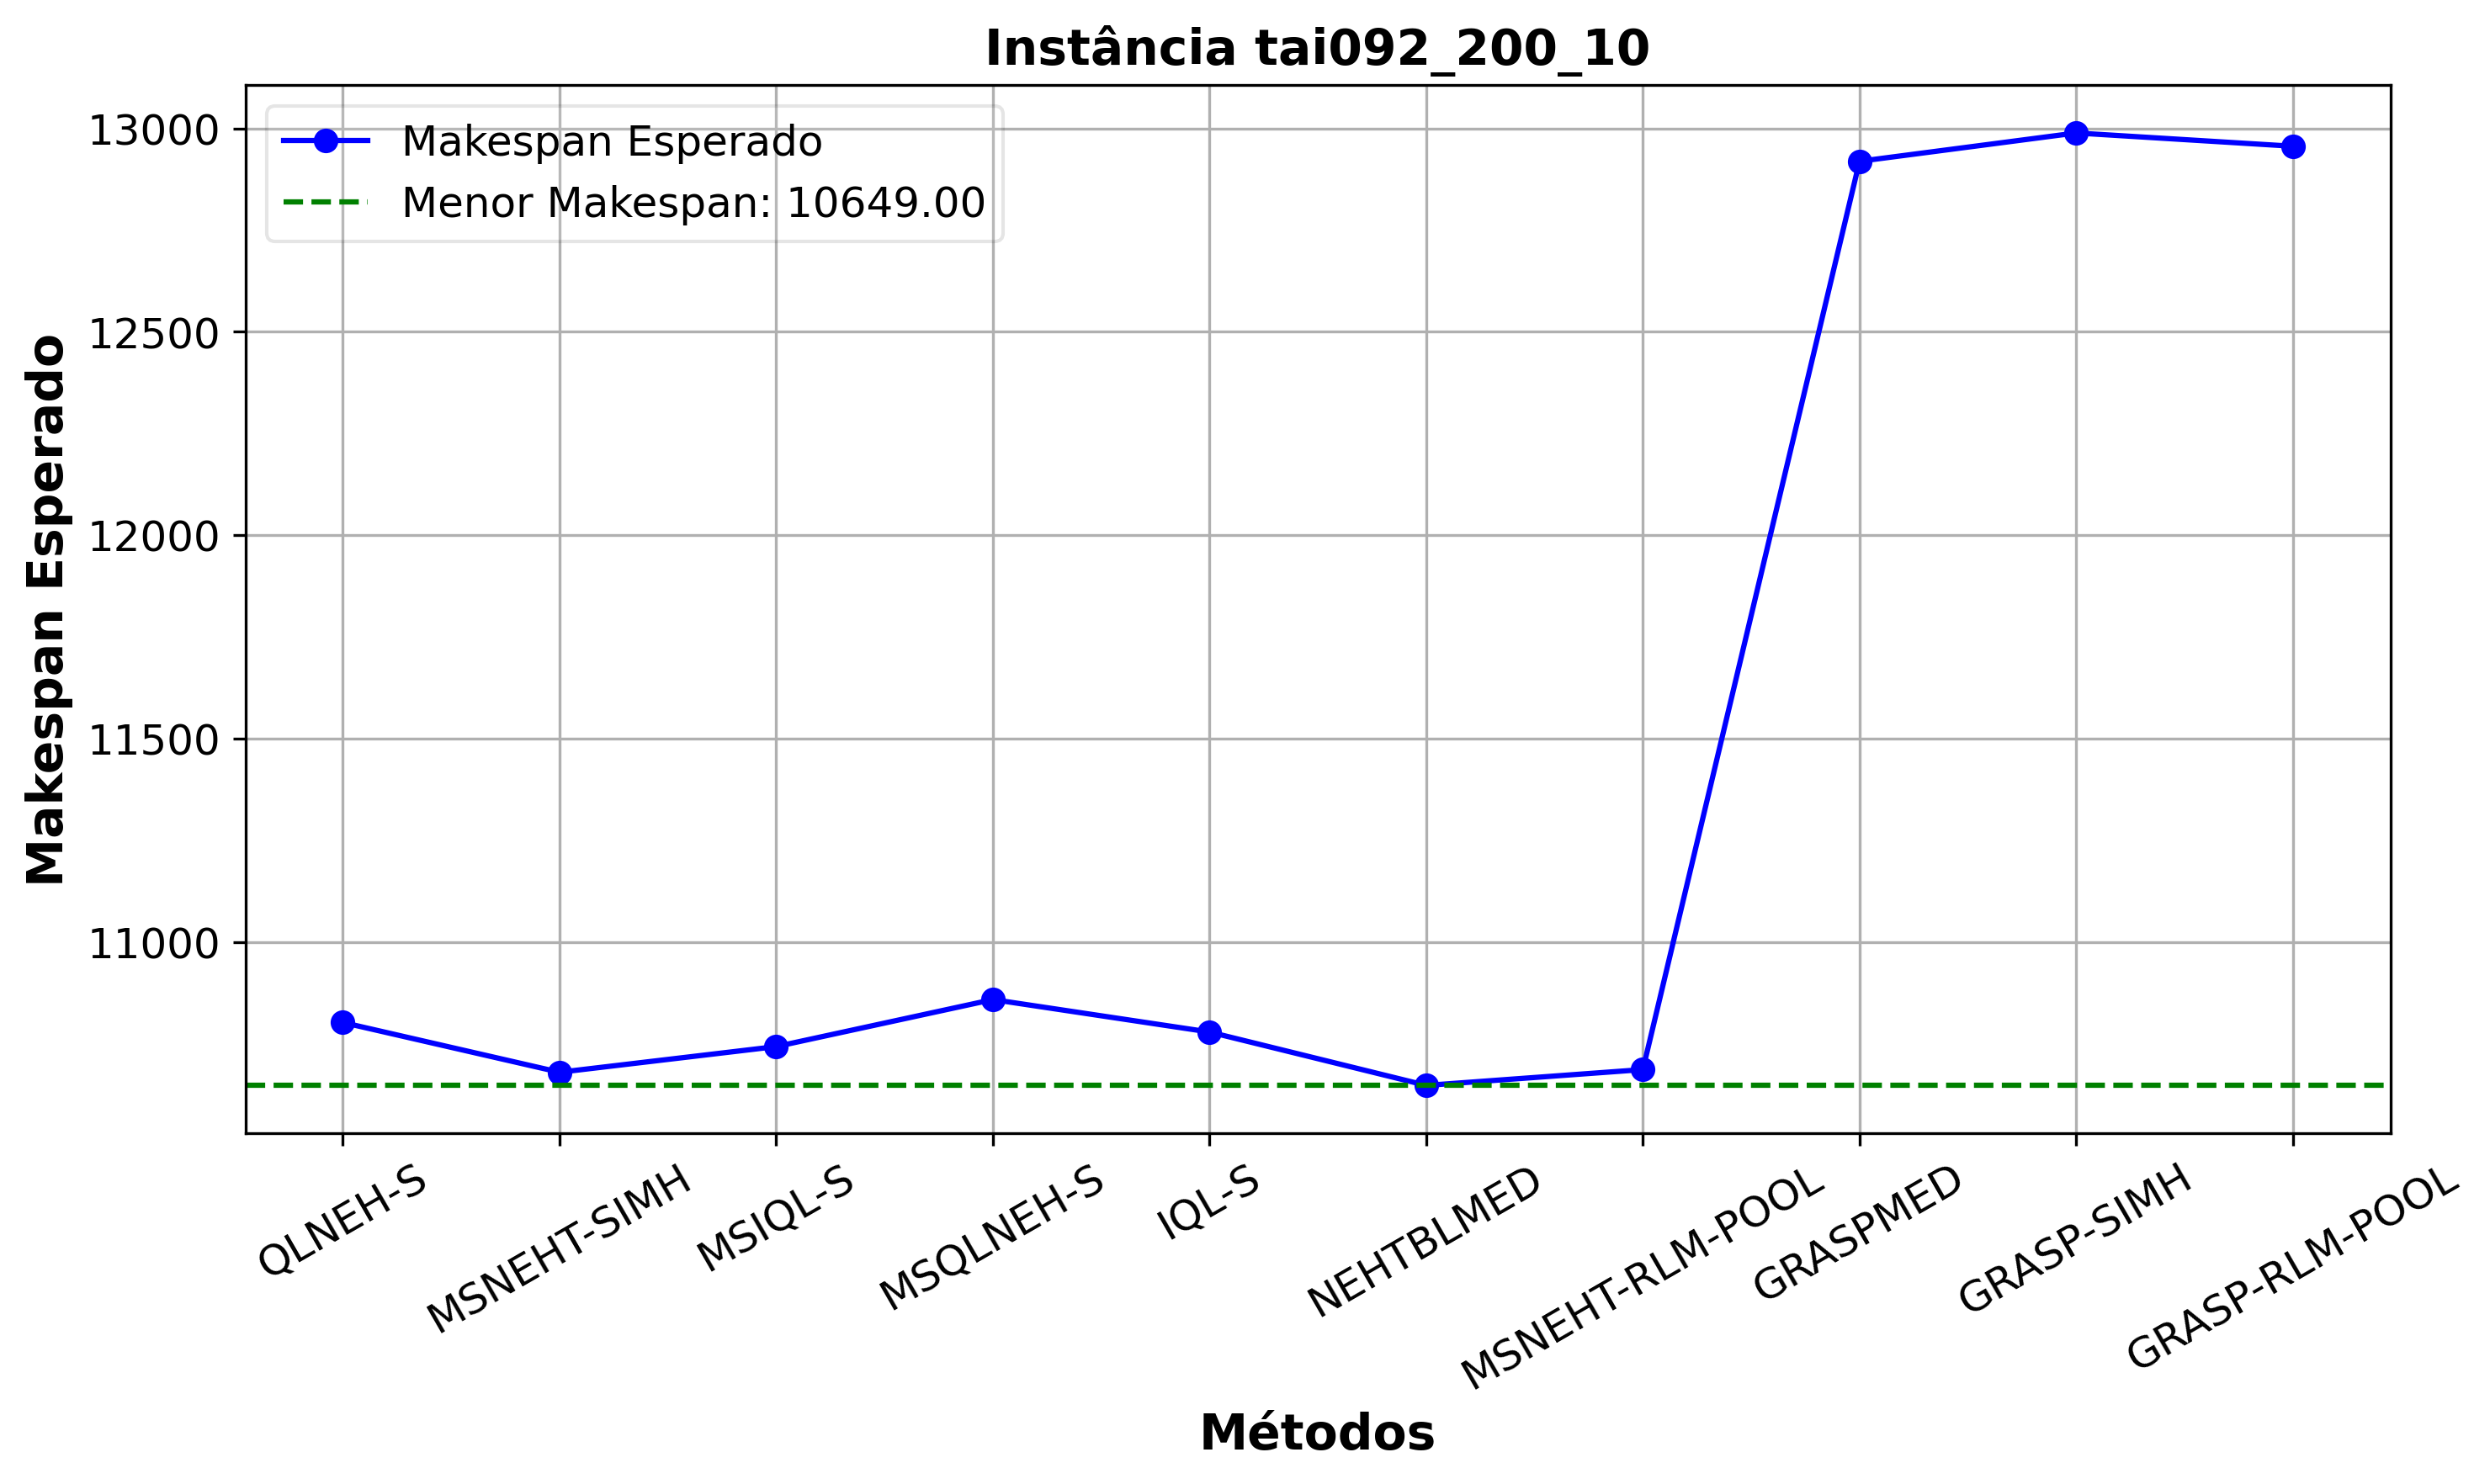 Instância tai092_200_10
Makespan Esperado
Menor Makespan: 10649.00
Makespan Esperado
13000
12500
12000
11500
11000
QLNEH-S
MSNEHT-SIMH
MSIQL-S
MSQLNEH-S
IQL-S
NEHTBLMED
MSNEHT-RLM-POOL
GRASPMED
GRASP-SIMH
GRASP-RLM-POOL
Métodos